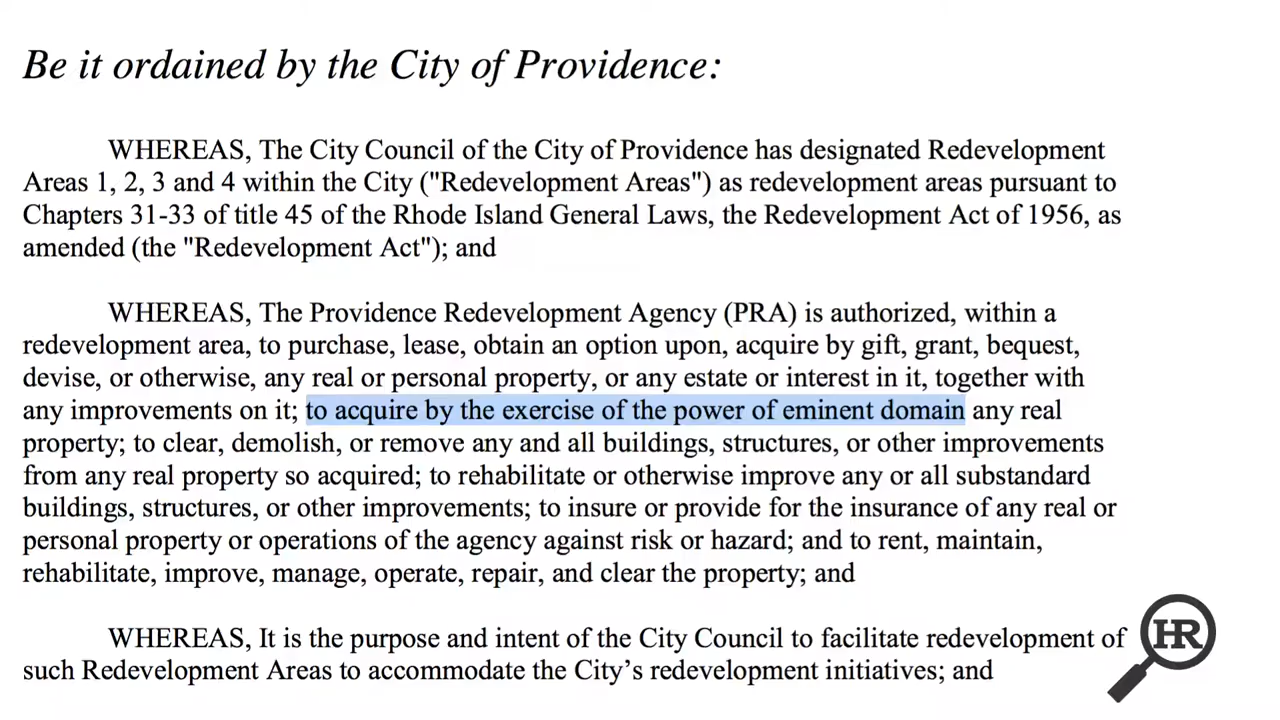 Be it ordained by the City of Providence:
WHEREAS, The City Council of the City of Providence has designated Redevelopment
Areas 1, 2, 3 and 4 within the City ("Redevelopment Areas") as redevelopment areas pursuant to
Chapters 31-33 of title 45 of the Rhode Island General Laws, the Redevelopment Act of 1956, as
amended (the "Redevelopment Act"); and
WHEREAS, The Providence Redevelopment Agency (PRA) is authorized, within a
redevelopment area, to purchase, lease, obtain an option upon, acquire by gift, grant, bequest,
devise, or otherwise, any real or personal property, or any estate or interest in it, together with
any improvements on it; to acquire by the exercise of the power of eminent domain any real
property; to clear, demolish, or remove any and all buildings, structures, or other improvements
from any real property so acquired; to rehabilitate or otherwise improve any or all substandard
buildings, structures, or other improvements; to insure or provide for the insurance of any real or
personal property or operations of the agency against risk or hazard; and to rent, maintain,
rehabilitate, improve, manage, operate, repair, and clear the property; and
WHEREAS, It is the purpose and intent of the City Council to facilitate redevelopment of
such Redevelopment Areas to accommodate the City’s redevelopment initiatives; and
HR